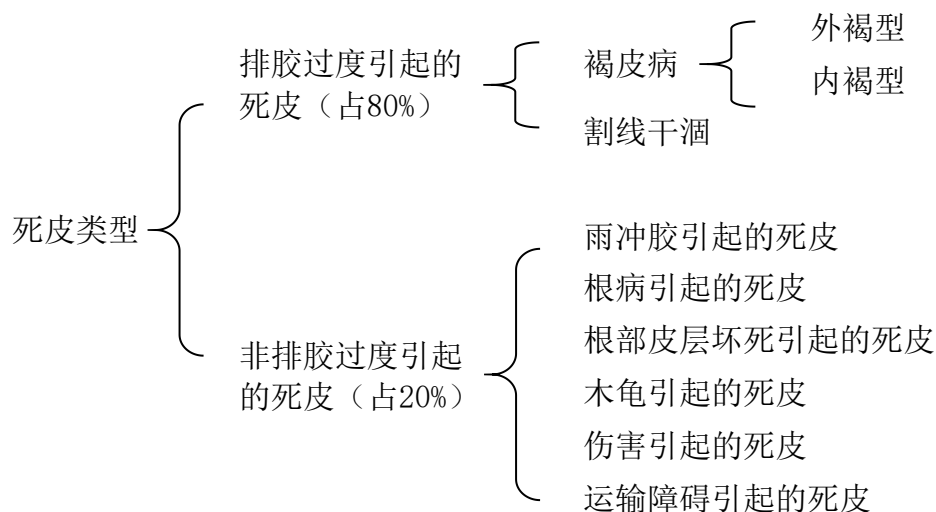 死皮类型
排胶过度引起的
死皮（占80%）
褐皮病
外褐型
内褐型
割线干涸
非排胶过度引起
的死皮（占20%）
雨冲胶引起的死皮
根病引起的死皮
根部皮层坏死引起的死皮
木龟引起的死皮
伤害引起的死皮
运输障碍引起的死皮